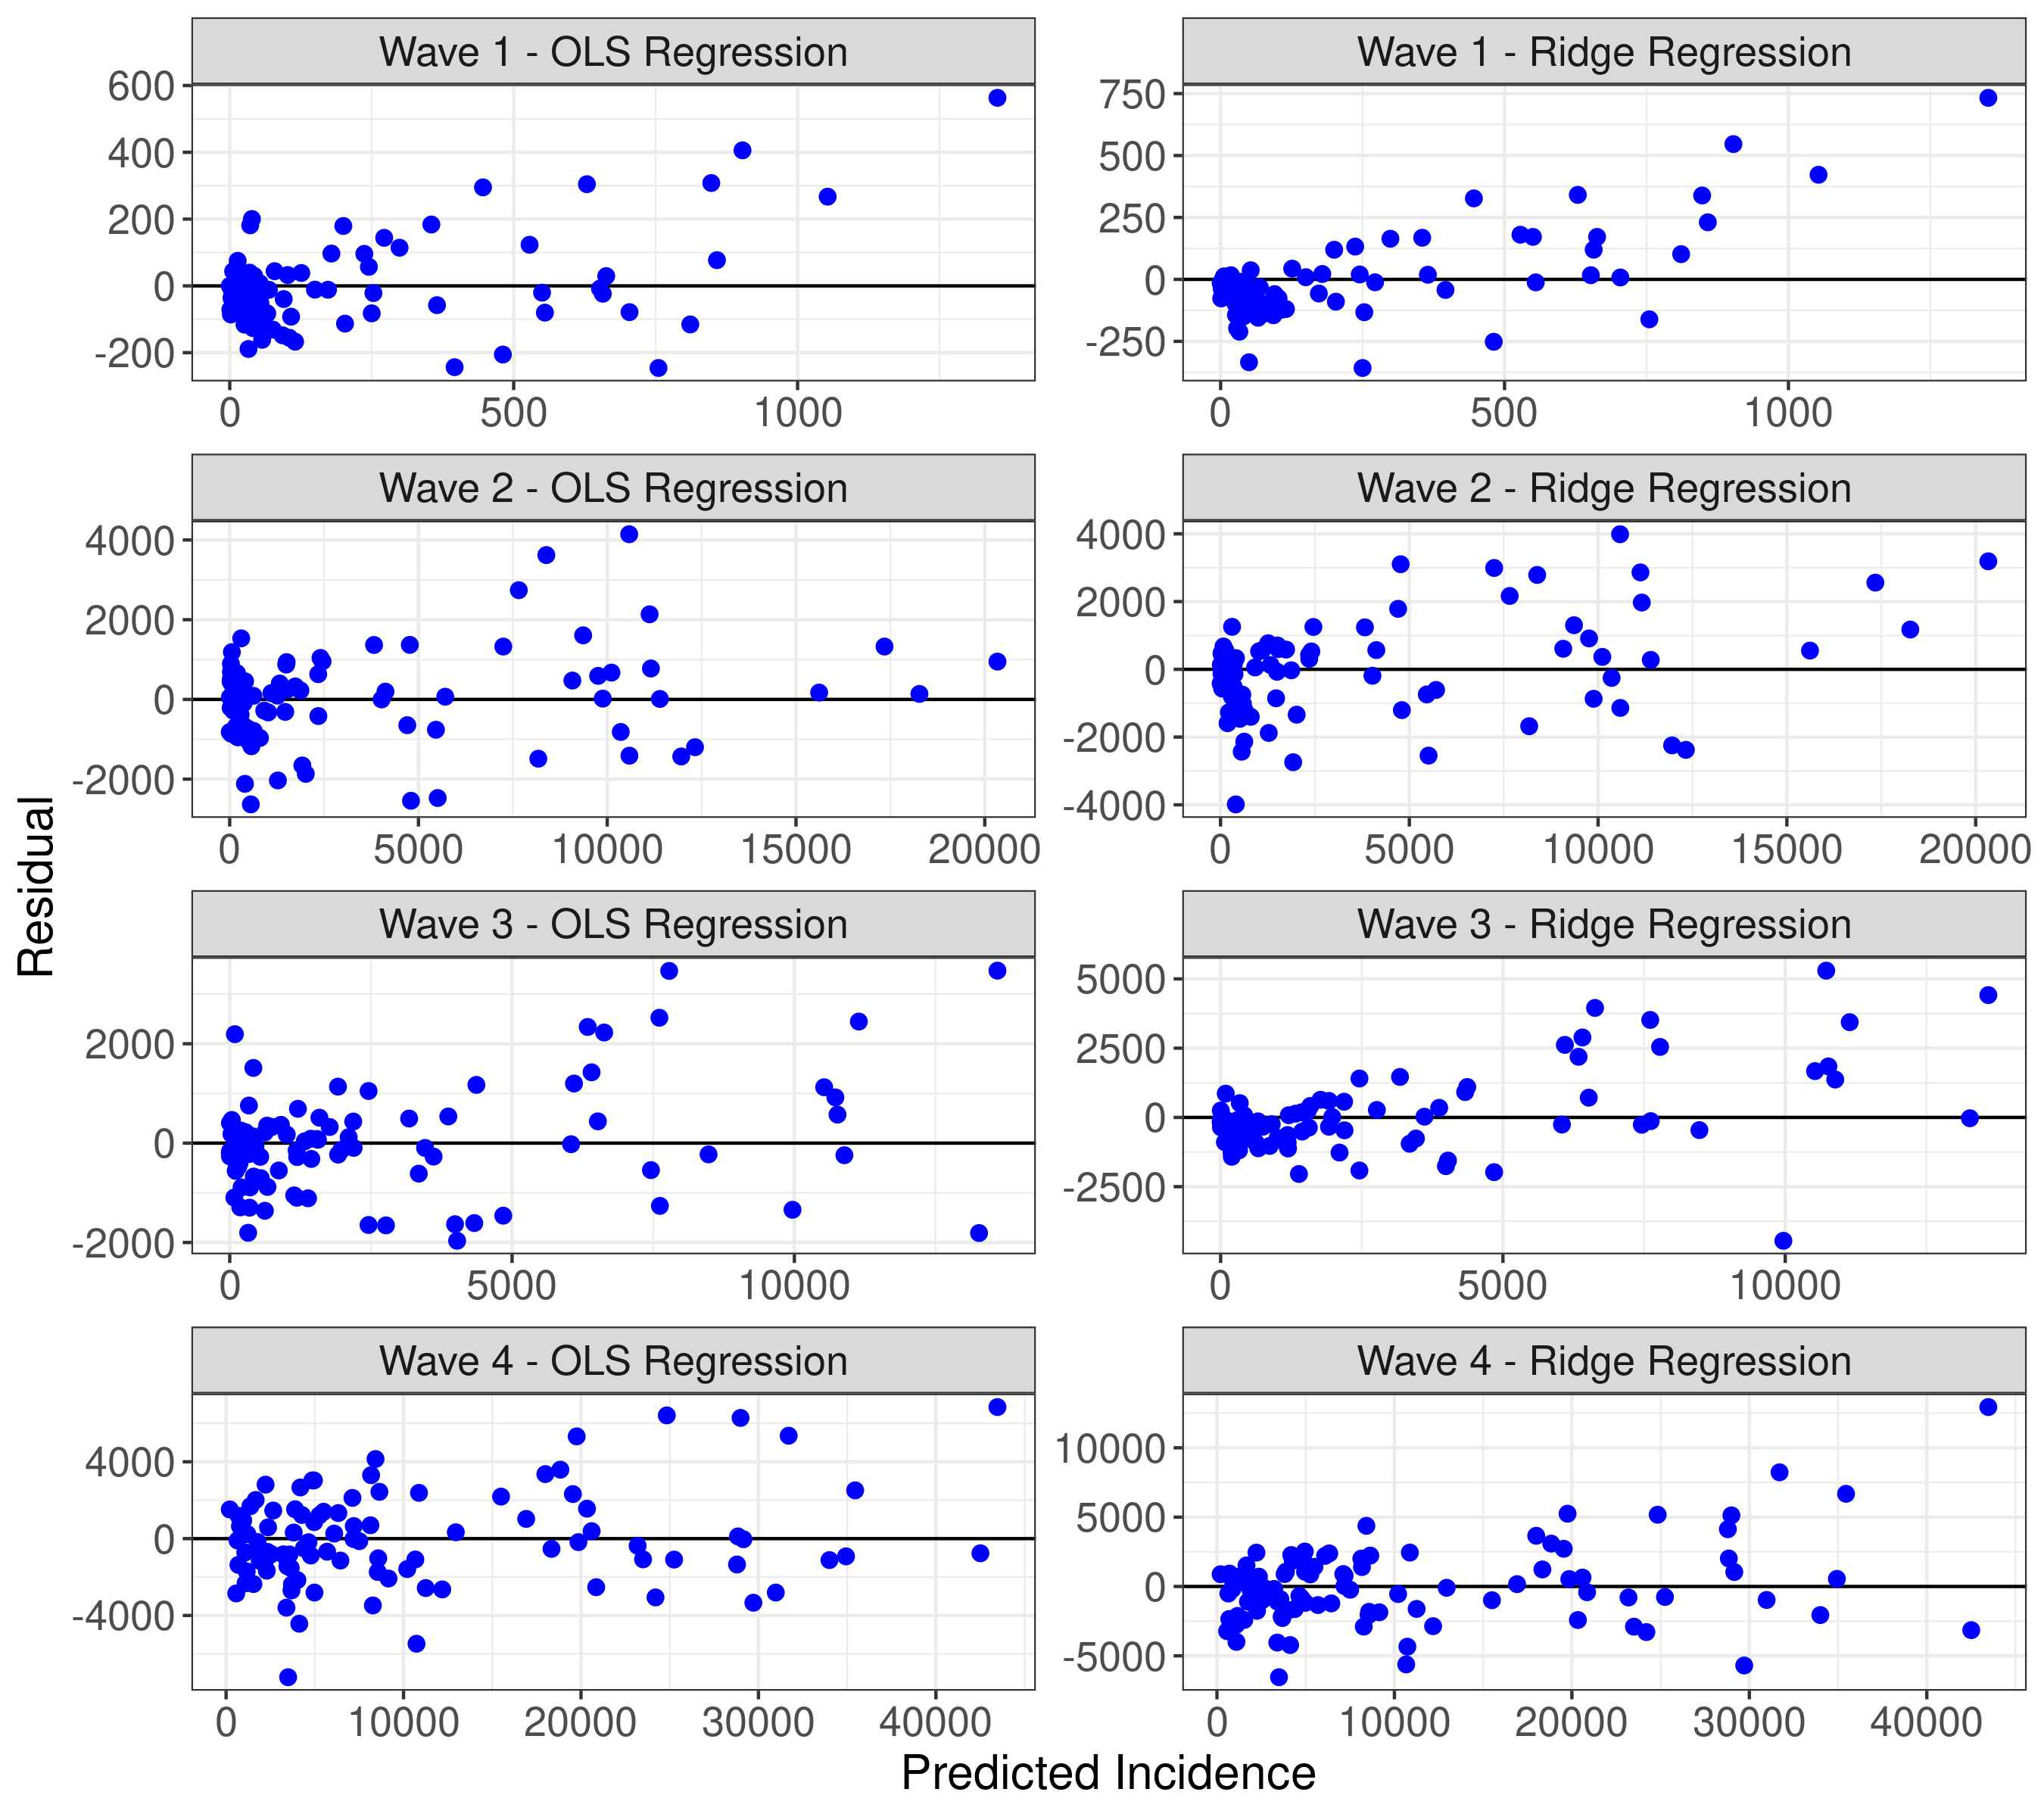 Wave 1 - OLS Regression
600
400
200
0
-200
0 500 1000
Wave 1 - Ridge Regression
750
500
250
0
-250
0 500 1000
Wave 2 - OLS Regression
4000
2000
0
-2000
0 5000 10000 15000 20000
Wave 2 - Ridge Regression
4000
2000
0
-2000
-4000
0 5000 10000 15000 20000
Wave 3 - OLS Regression
2000
0
-2000
0 5000 10000
Wave 3 - Ridge Regression
5000
2500
0
-2500
0 5000 10000
Wave 4 - OLS Regression
4000
0
-4000
0 10000 20000 30000 40000
Wave 4 - Ridge Regression
10000
5000
0
-5000
0 10000 20000 30000 40000
Residual
Predicted Incidence